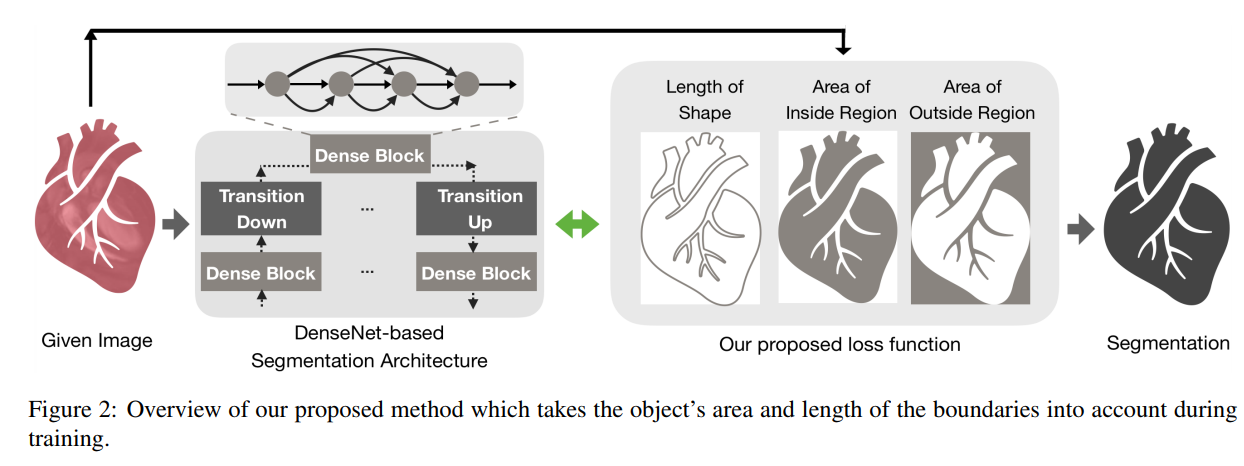 Length of
Shape
Area of
Inside Region
Area of
Outside Region
Dense Block
Transition
Down
...
Transition
Up
Dense Block
...
Dense Block
Given Image
DenseNet-based
Segmentation Architecture
Our proposed loss function
Segmentation
Figure 2: Overview of our proposed method which takes the object's area and length of the boundaries into account during
training.